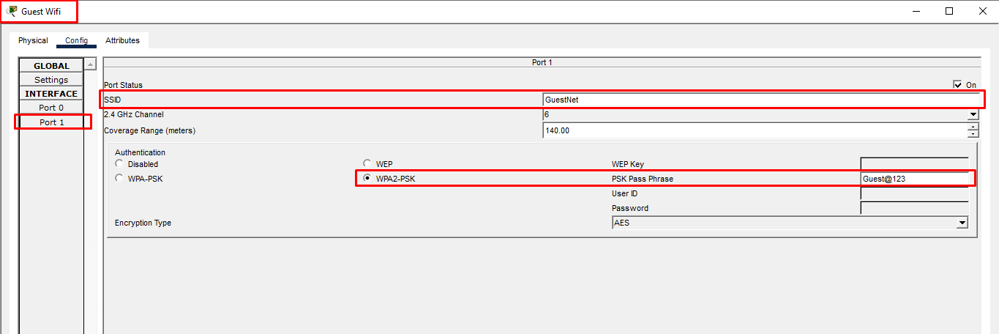 Guest Wifi
Physical Config Attributes
GLOBAL
Settings
INTERFACE
Port 0
Port 1
Port 1
Port Status On
SSID GuestNet
2.4 GHz Channel 6
Coverage Range (meters) 140.00
Authentication
Disabled WEP WEP Key
WPA-PSK WPA2-PSK PSK Pass Phrase Guest@123
User ID
Password
Encryption Type AES